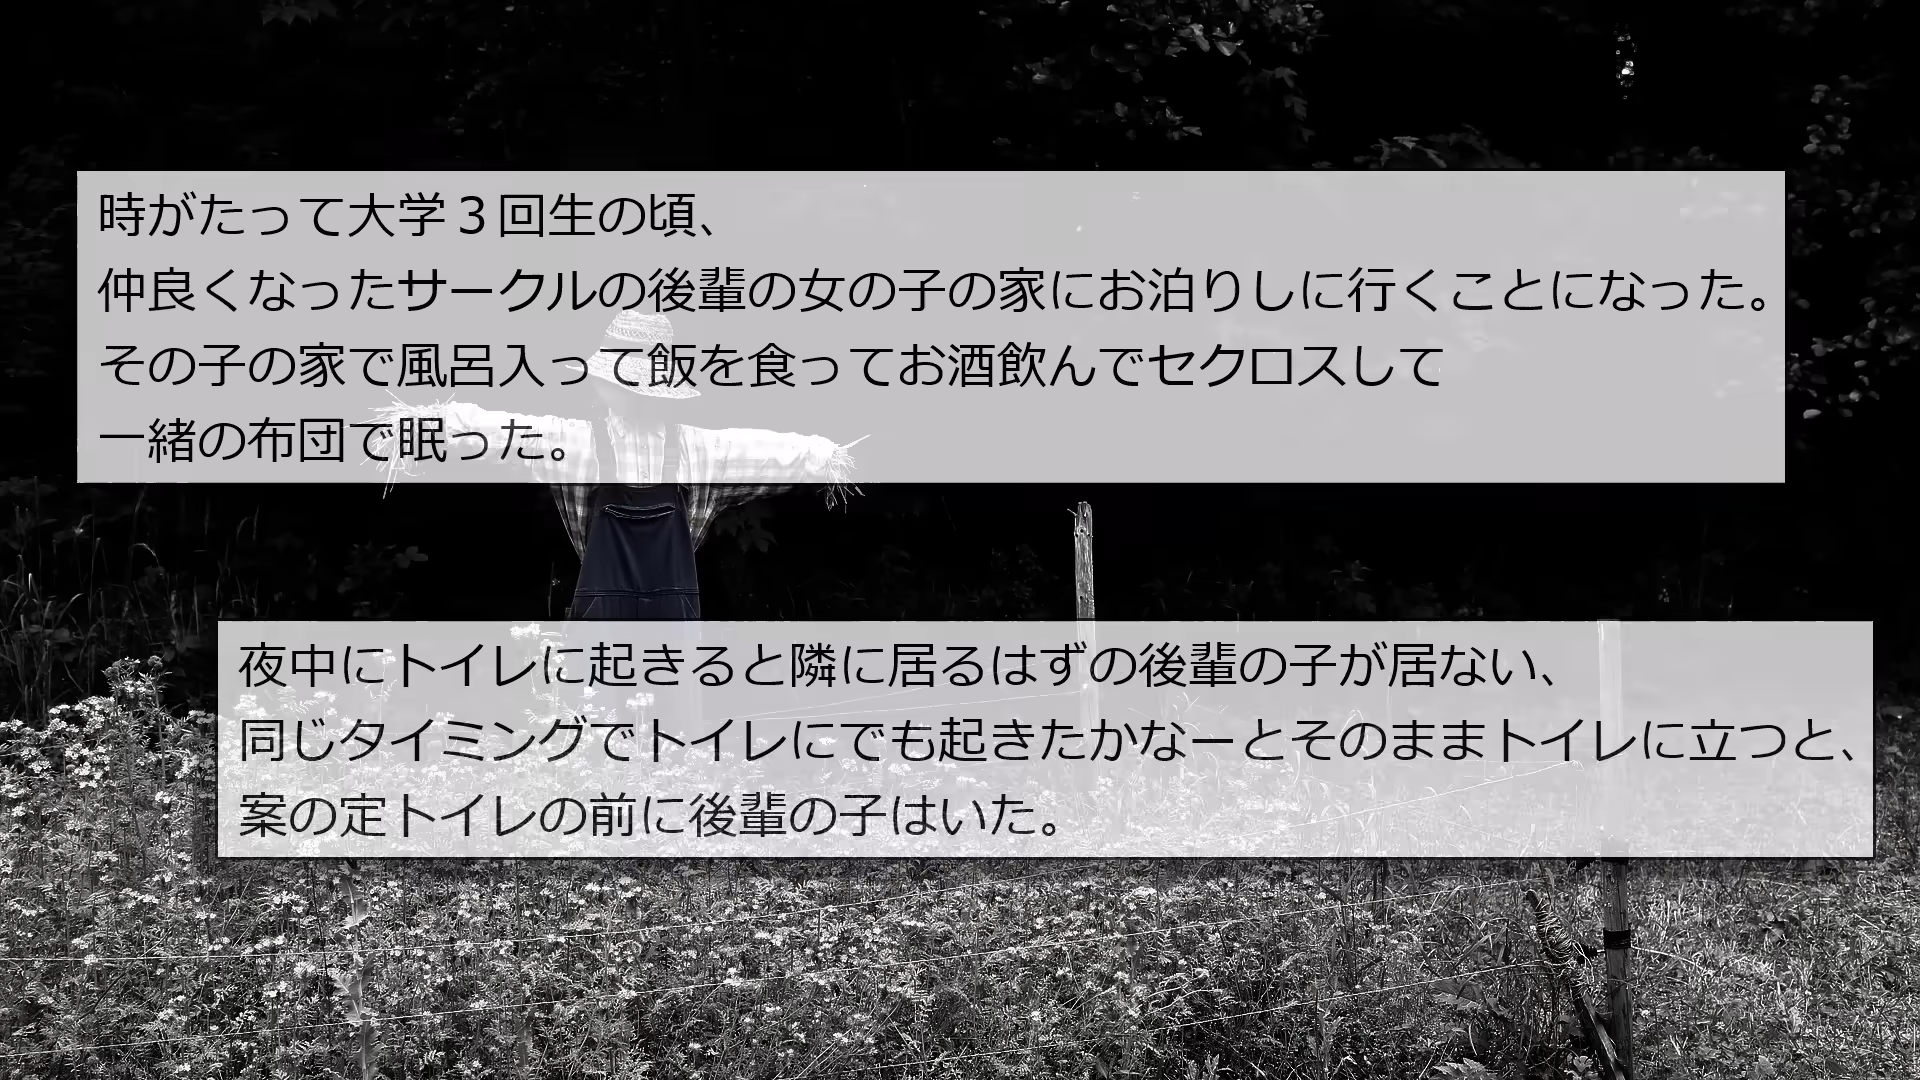 時がたって大学３回生の頃、
仲良くなったサークルの後輩の女の子の家にお泊りしに行くことになった。
その子の家で風呂入って飯を食ってお酒飲んでセクロスして
一緒の布団で眠った。
夜中にトイレに起きると隣に居るはずの後輩の子が居ない、
同じタイミングでトイレにでも起きたかなーとそのままトイレに立つと、
案の定トイレの前に後輩の子はいた。